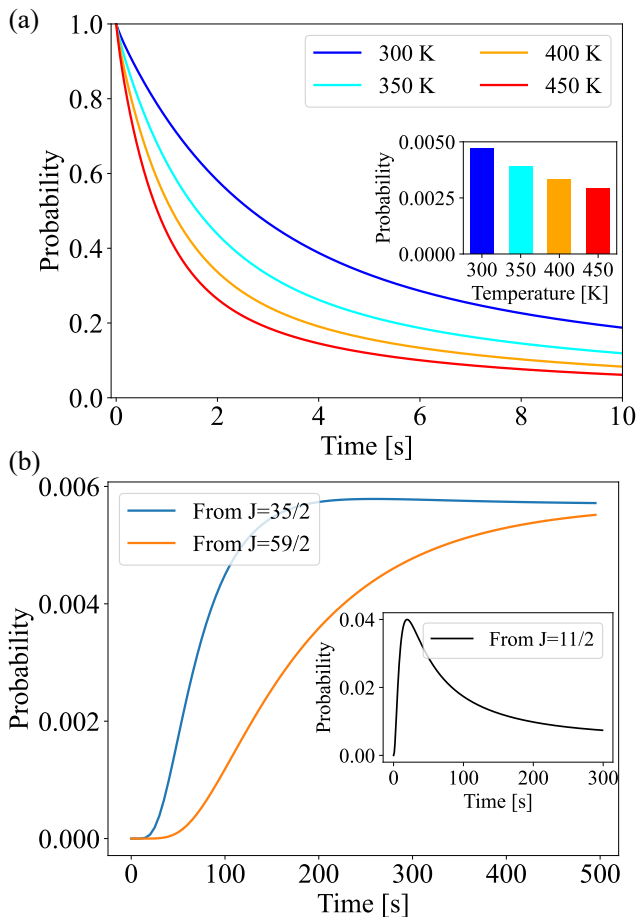 (a)
1.0
0.8
0.6
0.4
0.2
0.0
Probability
300 K
400 K
350 K
450 K
0.0050
0.0025
0.0000
Probability
300 350 400 450
Temperature [K]
0 2 4 6 8 10
Time [s]
(b)
0.006
0.004
0.002
0.000
Probability
From J=35/2
From J=59/2
0.04
0.02
0.00
Probability
From J=11/2
0 100 200 300
Time [s]
0 100 200 300 400 500
Time [s]